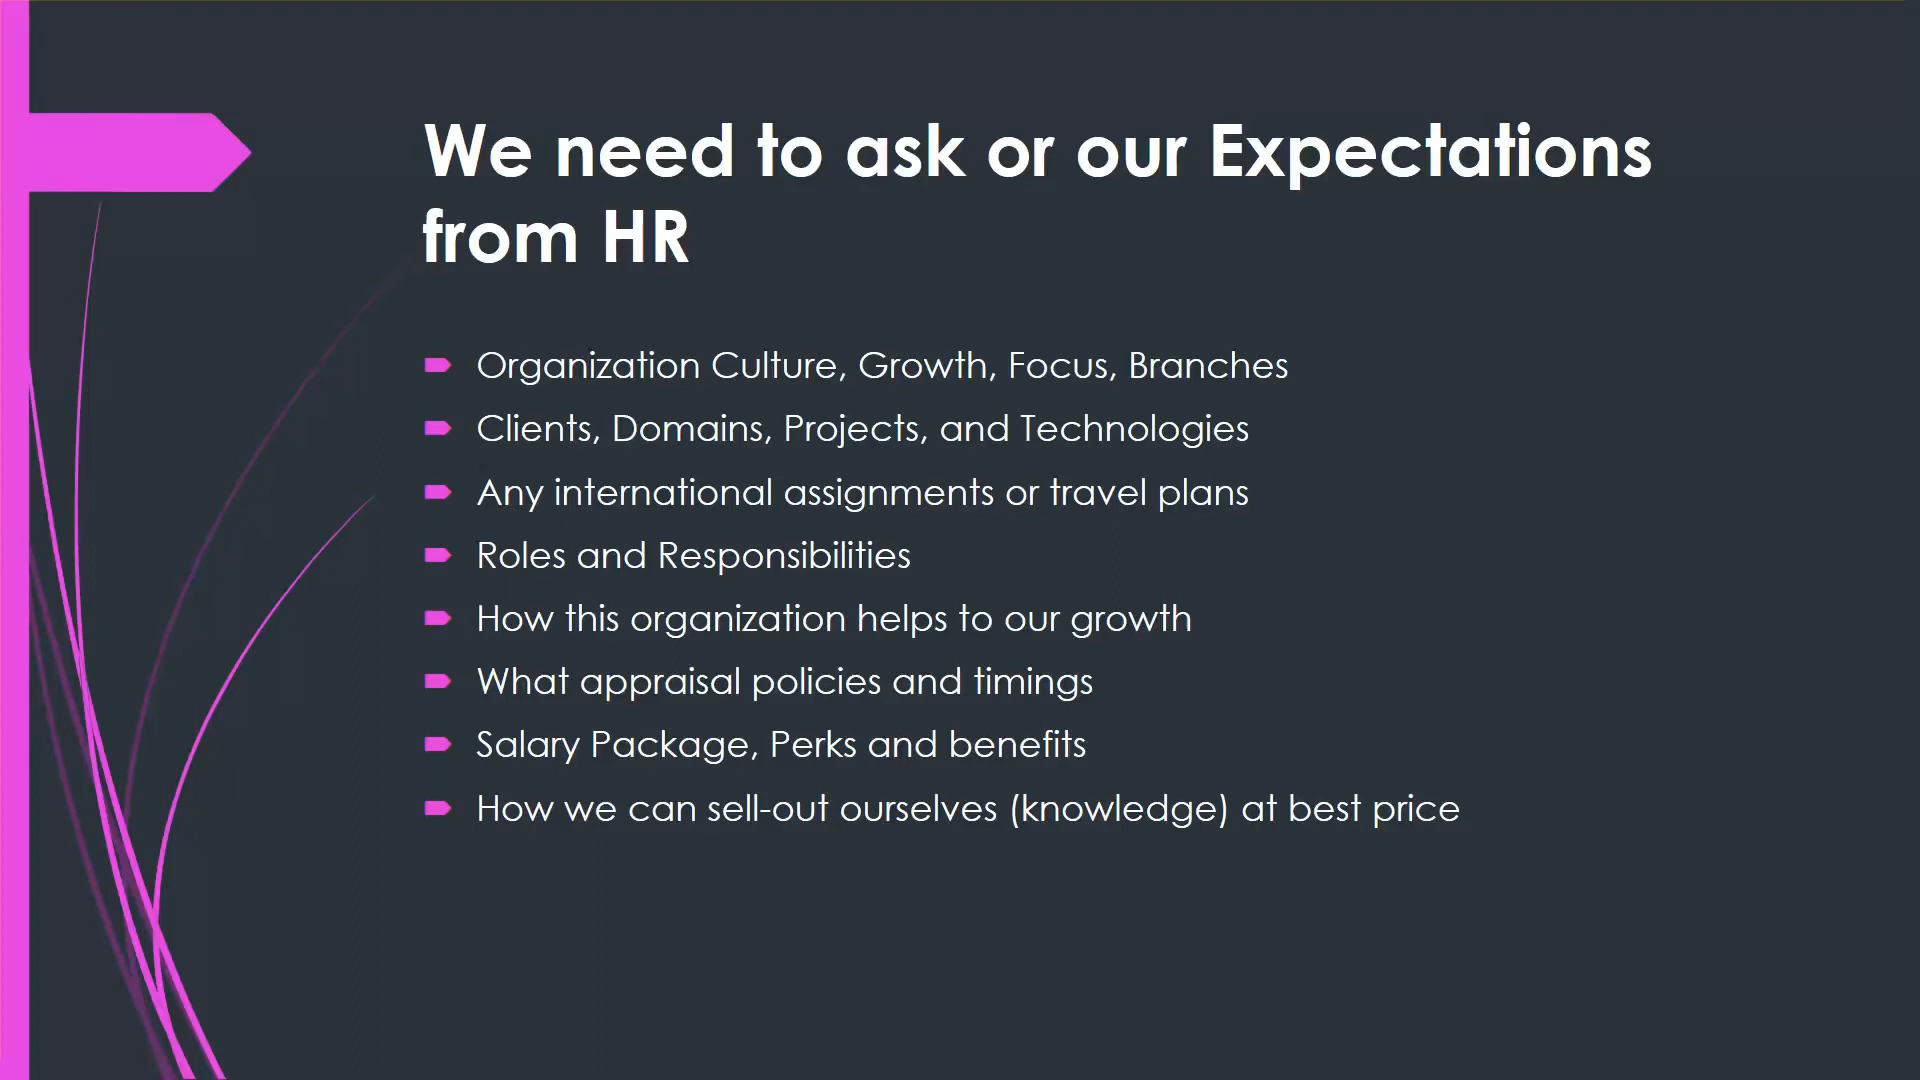 We need to ask or our Expectations
from HR
Organization Culture, Growth, Focus, Branches
Clients, Domains, Projects, and Technologies
Any international assignments or travel plans
Roles and Responsibilities
How this organization helps to our growth
What appraisal policies and timings
Salary Package, Perks and benefits
How we can sell-out ourselves (knowledge) at best price